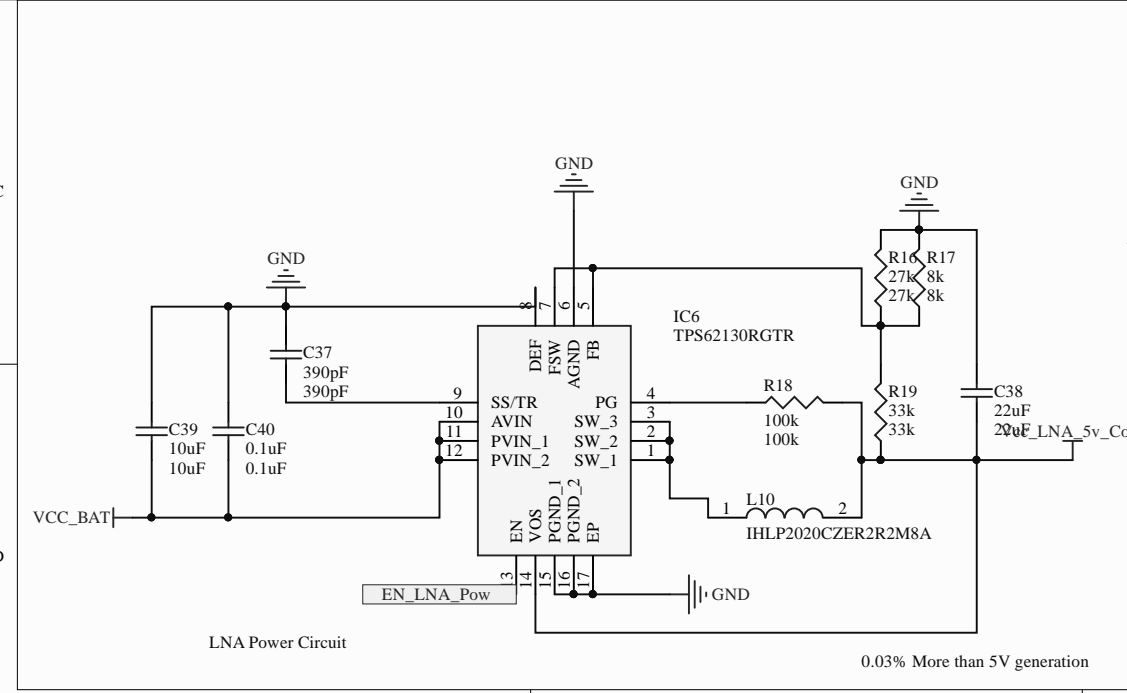 GND
GND
GND
R16
27k
27k
R17
8k
8k
8
7
6
5
IC6
TPS62130RGTR
DEF
FSW
AGND
FB
C37
390pF
390pF
9
10
11
12
SS/TR
AVIN
PVIN_1
PVIN_2
PG
SW_3
SW_2
SW_1
4
3
2
1
R18
100k
100k
R19
33k
33k
C38
22uF
22uF
C39
10uF
10uF
C40
0.1uF
0.1uF
VCC_BAT
EN
VOS
PGND_1
PGND_2
EP
L10
1
2
IHLP2020CZER2R2M8A
13
14
15
16
17
EN_LNA_Pow
GND
LNA Power Circuit
0.03% More than 5V generation